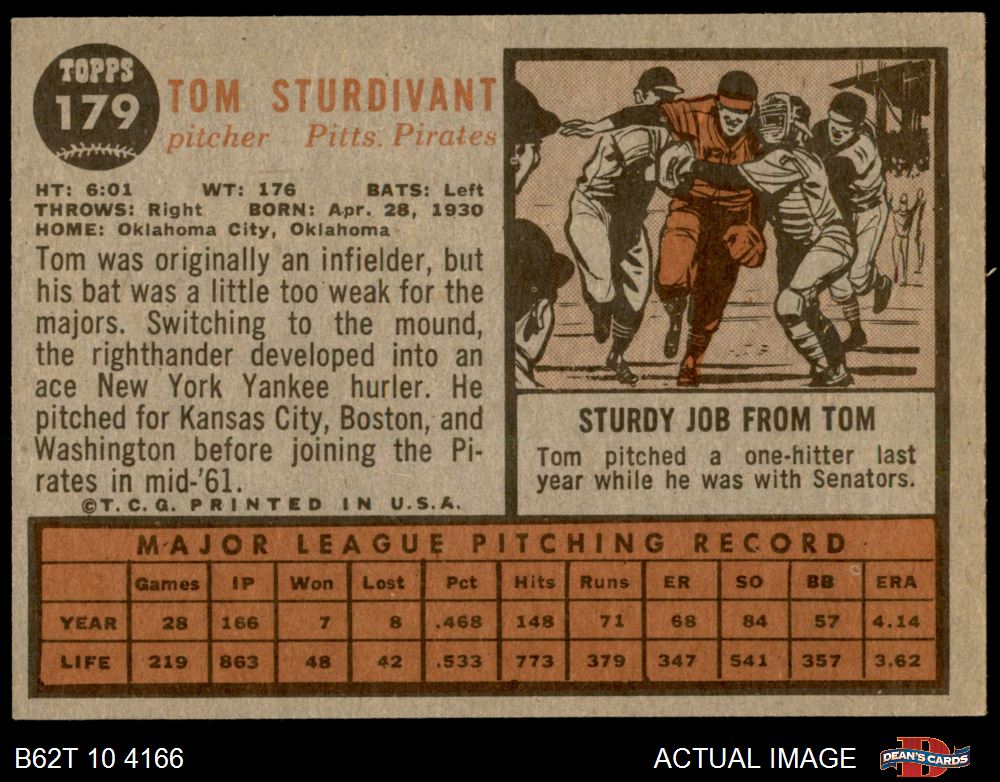 TOPPS
179
TOM STURDIVANT
pitcher Pitts. Pirates
HT: 6:01 WT: 176 BATS: Left
THROWS: Right BORN: Apr. 28, 1930
HOME: Oklahoma City, Oklahoma
Tom was originally an infielder, but
his bat was a little too weak for the
majors. Switching to the mound,
the righthander developed into an
ace New York Yankee hurler. He
pitched for Kansas City, Boston, and
Washington before joining the Pi-
rates in mid-'61.
©T.C.G. PRINTED IN U.S.A.
STURDY JOB FROM TOM
Tom pitched a one-hitter last
year while he was with Senators.
MAJOR LEAGUE PITCHING RECORD
Games IP Won Lost Pct Hits Runs ER SO BB ERA
YEAR 28 166 7 8 .468 148 71 68 84 57 4.14
LIFE 219 863 48 42 .533 773 379 347 541 357 3.62
B62T 10 4166 ACTUAL IMAGE DEAN'S CARDS